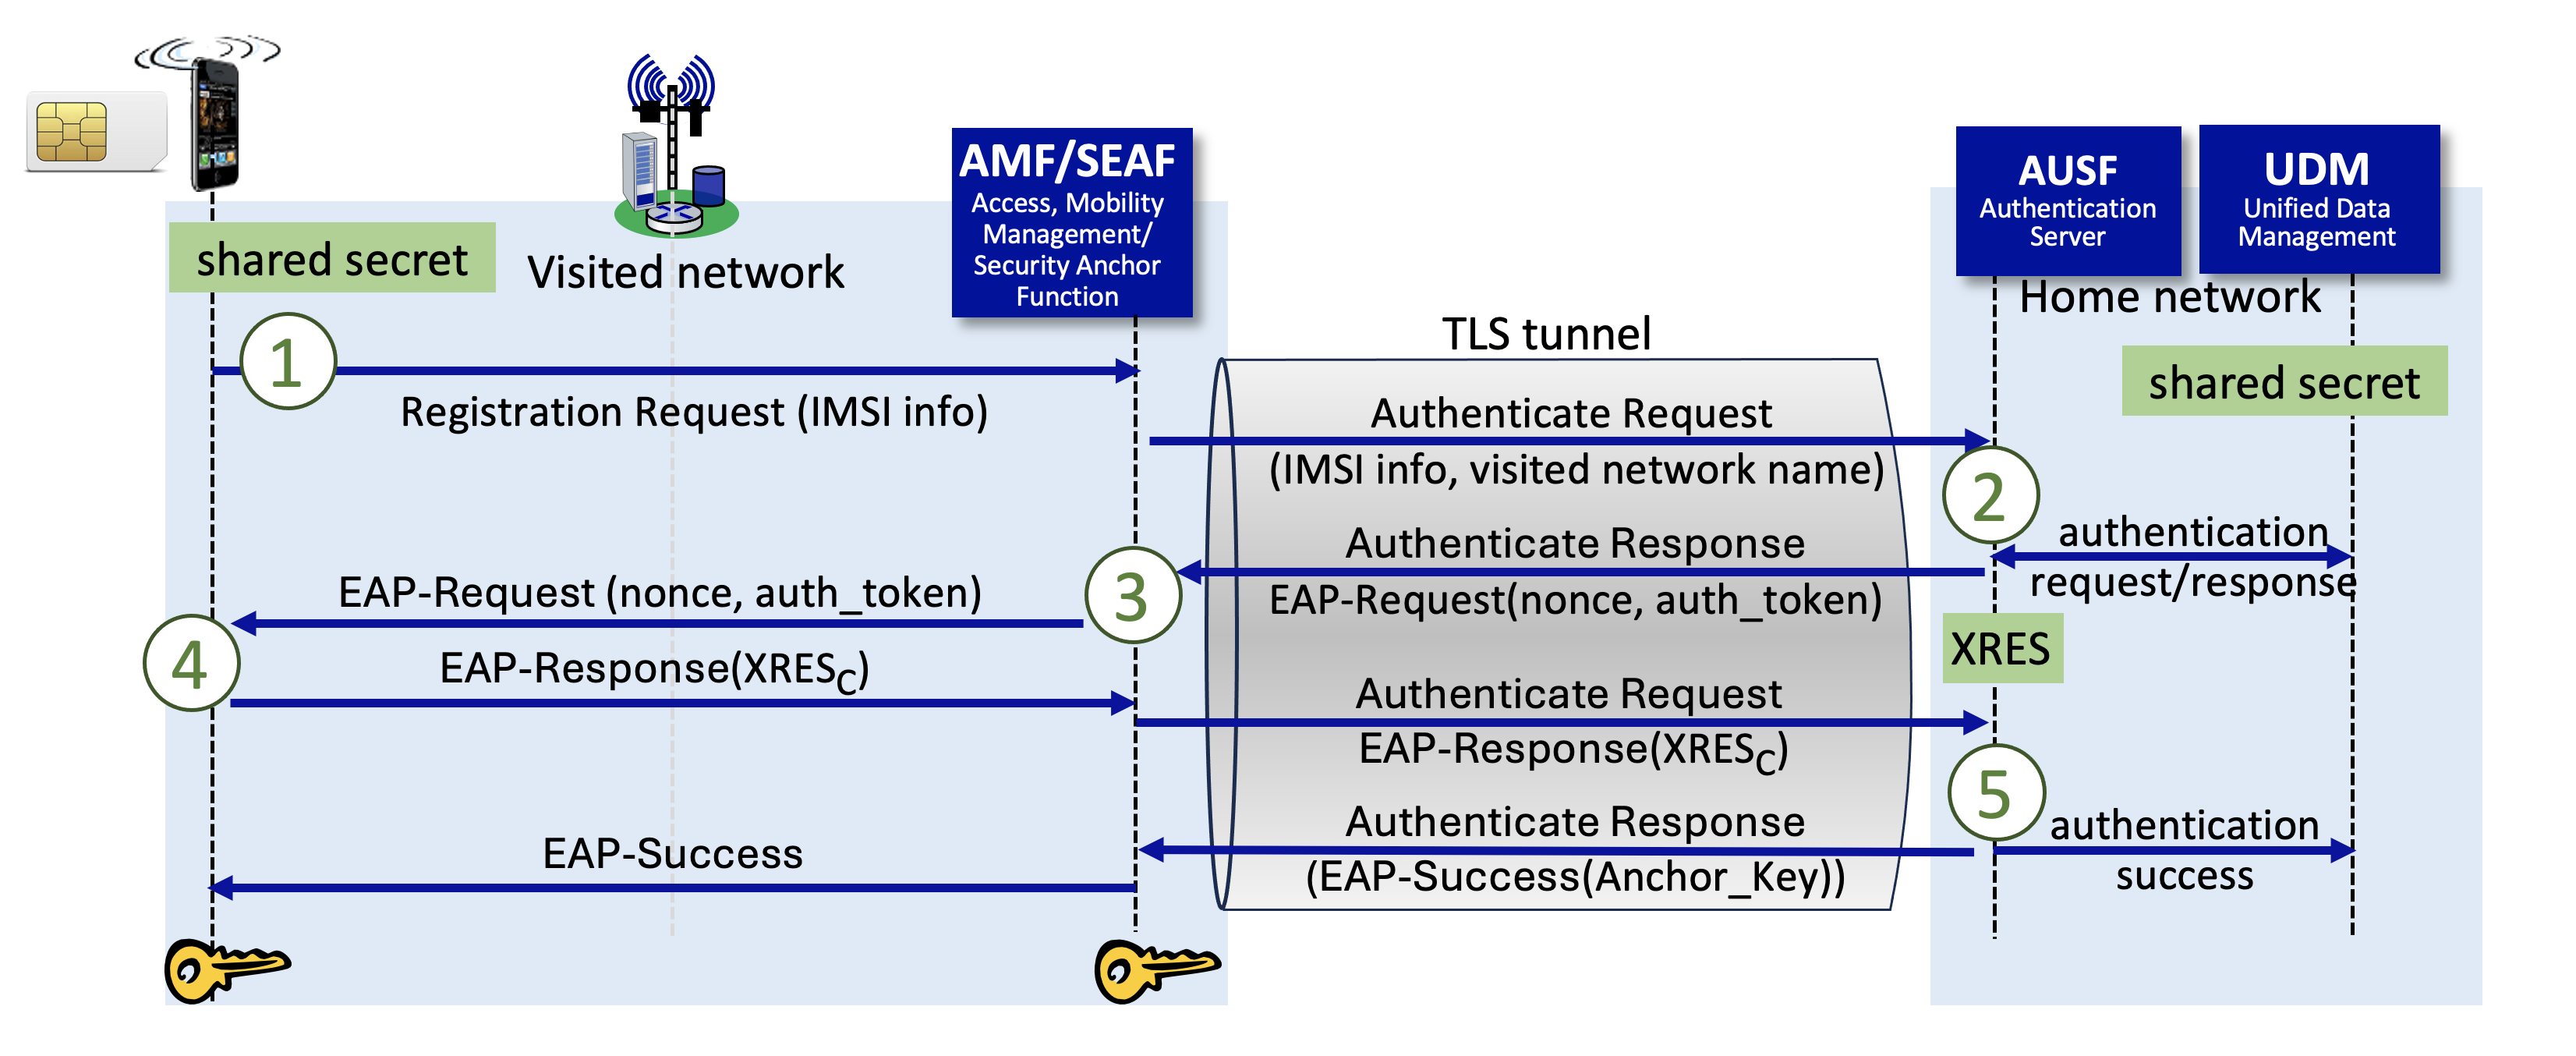 AMF/SEAF
Access, Mobility
Management/
Security Anchor
Function
AUSF
Authentication
Server
UDM
Unified Data
Management
shared secret
Visited network
Home network
TLS tunnel
shared secret
1
Registration Request (IMSI info)
Authenticate Request
(IMSI info, visited network name)
2
authentication
request/response
Authenticate Response
EAP-Request(nonce, auth_token)
3
EAP-Request (nonce, auth_token)
XRES
4
EAP-Response(XRESC)
Authenticate Request
EAP-Response(XRESC)
5
authentication
success
Authenticate Response
(EAP-Success(Anchor_Key))
EAP-Success